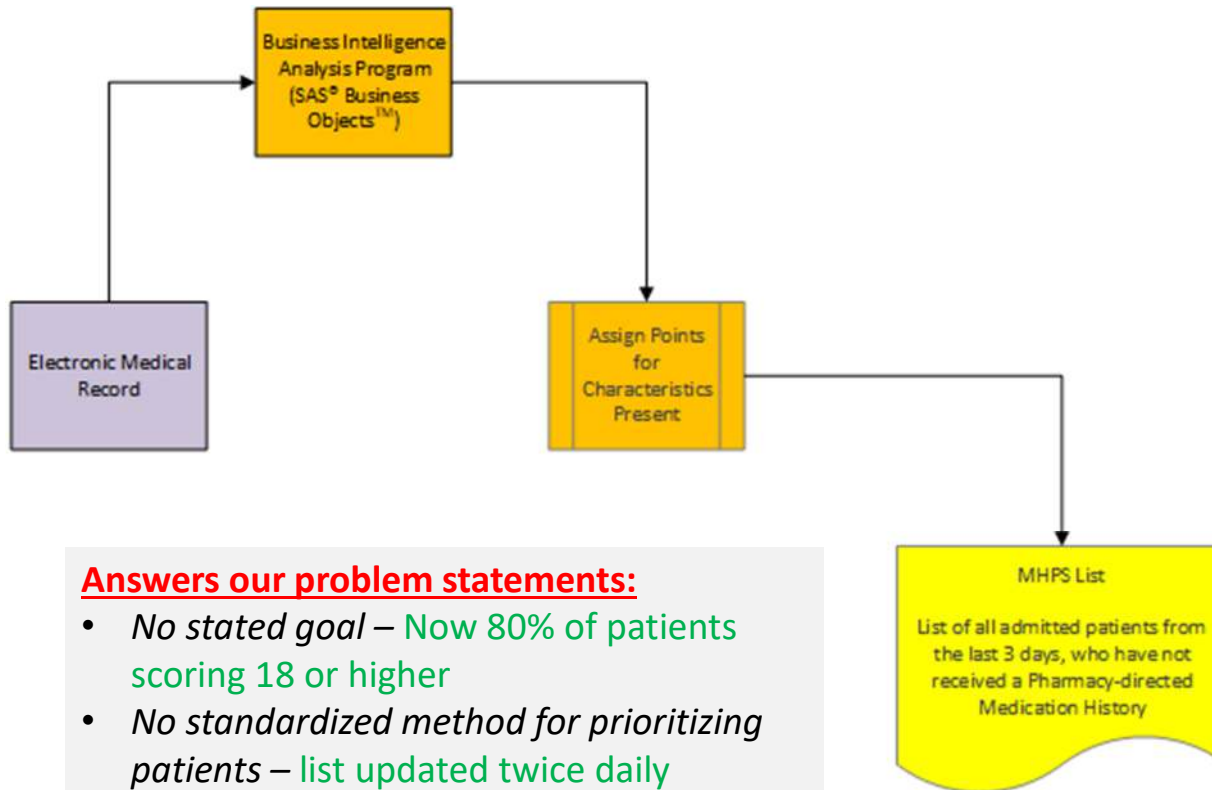 Business Intelligence
Analysis Program
(SAS® Business
Objects™)
Electronic Medical
Record
Assign Points
for
Characteristics
Present
Answers our problem statements:
• No stated goal – Now 80% of patients
scoring 18 or higher
• No standardized method for prioritizing
patients – list updated twice daily
MHPS List
List of all admitted patients from
the last 3 days, who have not
received a Pharmacy-directed
Medication History